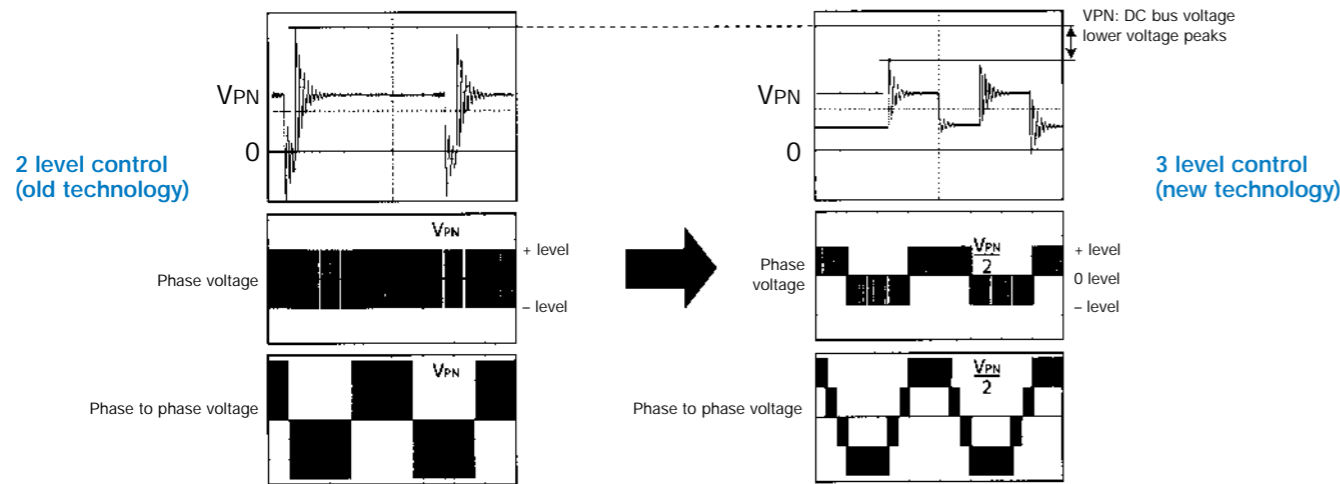 VPN: DC bus voltage
lower voltage peaks
VPN
0
VPN
0
2 level control
(old technology)
3 level control
(new technology)
Phase voltage
VPN
+ level
– level
Phase
voltage
VPN
2
+ level
0 level
– level
Phase to phase voltage
VPN
Phase to phase voltage
VPN
2